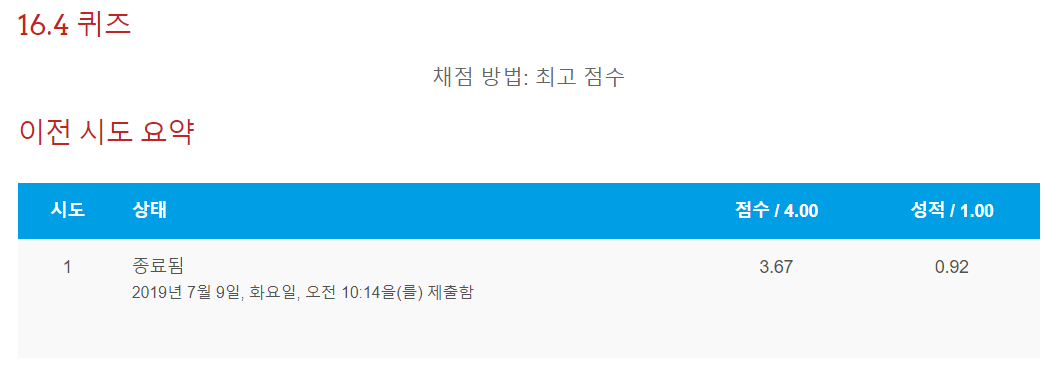 16.4 퀴즈
채점 방법: 최고 점수
이전 시도 요약
시도 상태 점수 / 4.00 성적 / 1.00
1 종료됨 3.67 0.92
2019년 7월 9일, 화요일, 오전 10:14을(를) 제출함